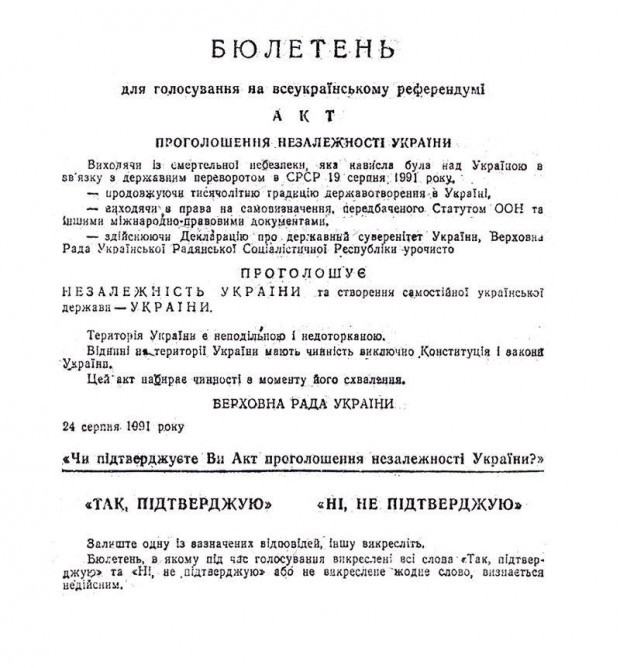 БЮЛЕТЕНЬ
для голосування на всеукраїнському референдумі
АКТ
ПРОГОЛОШЕННЯ НЕЗАЛЕЖНОСТІ УКРАЇНИ
Виходячи із смертельної небезпеки, яка нависла була над Україною в
зв'язку з державним переворотом в СРСР 19 серпня 1991 року,
— продовжуючи тисячолітню традицію державотворення в Україні,
— виходячи з права на самовизначення, передбаченого Статутом ООН та
іншими міжнародно-правовими документами,
— здійснюючи Декларацію про державний суверенітет України, Верховна
Рада Української Радянської Соціалістичної Республіки урочисто
ПРОГОЛОШУЄ
НЕЗАЛЕЖНІСТЬ УКРАЇНИ та створення самостійної української
держави — УКРАЇНИ.
Територія України є неподільною і недоторканою.
Віднині на території України мають чинність виключно Конституція і закони
України.
Цей акт набирає чинності з моменту його схвалення.
ВЕРХОВНА РАДА УКРАЇНИ
24 серпня 1991 року
«Чи підтверджуєте Ви Акт проголошення незалежності України?»
«ТАК, ПІДТВЕРДЖУЮ» «НІ, НЕ ПІДТВЕРДЖУЮ»
Залиште одну із зазначених відповідей, іншу викресліть.
Бюлетень, в якому під час голосування викреслені всі слова «Так, підтвер-
джую» та «Ні, не підтверджую» або не викреслене жодне слово, визнається
недійсним.